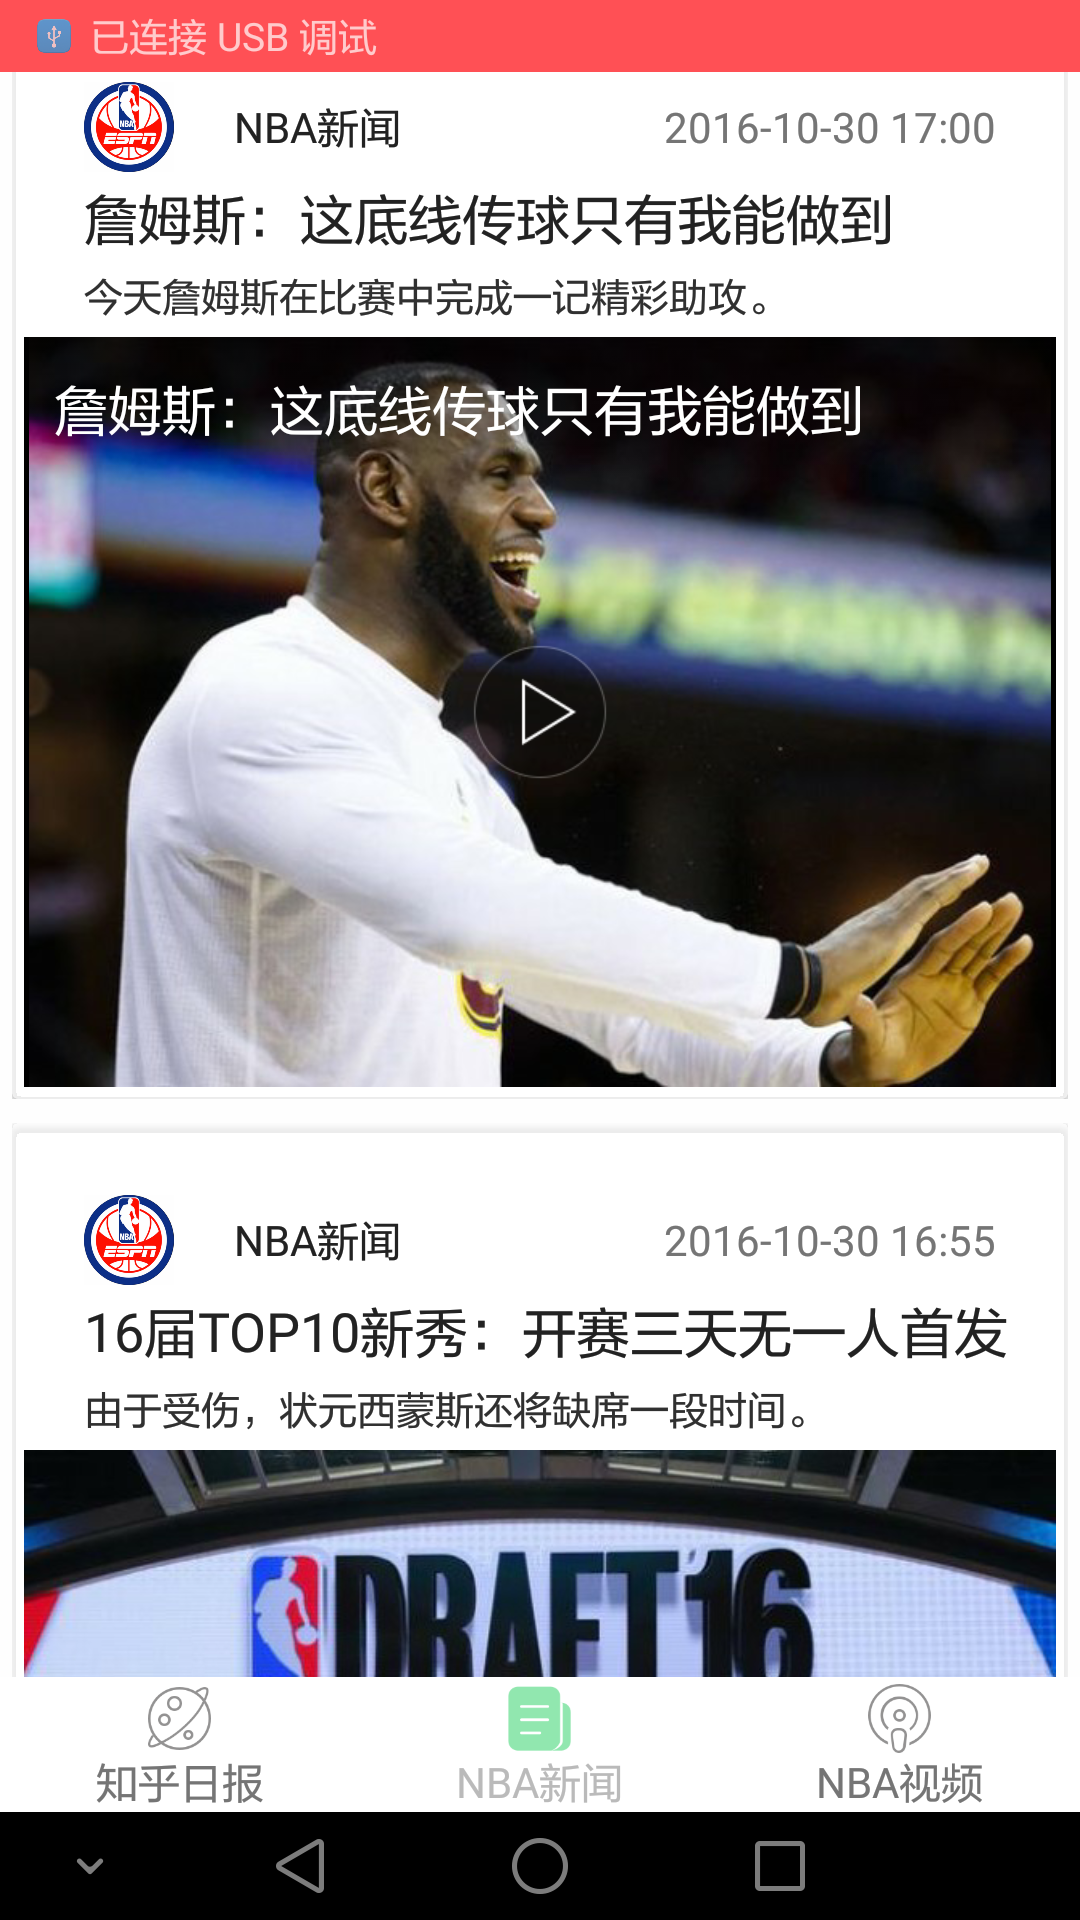 已连接 USB 调试
NBA
ESPN
NBA新闻
2016-10-30 17:00
詹姆斯：这底线传球只有我能做到
今天詹姆斯在比赛中完成一记精彩助攻。
詹姆斯：这底线传球只有我能做到
NBA
ESPN
NBA新闻
2016-10-30 16:55
16届TOP10新秀：开赛三天无一人首发
由于受伤，状元西蒙斯还将缺席一段时间。
DRAFT '16
知乎日报
NBA新闻
NBA视频